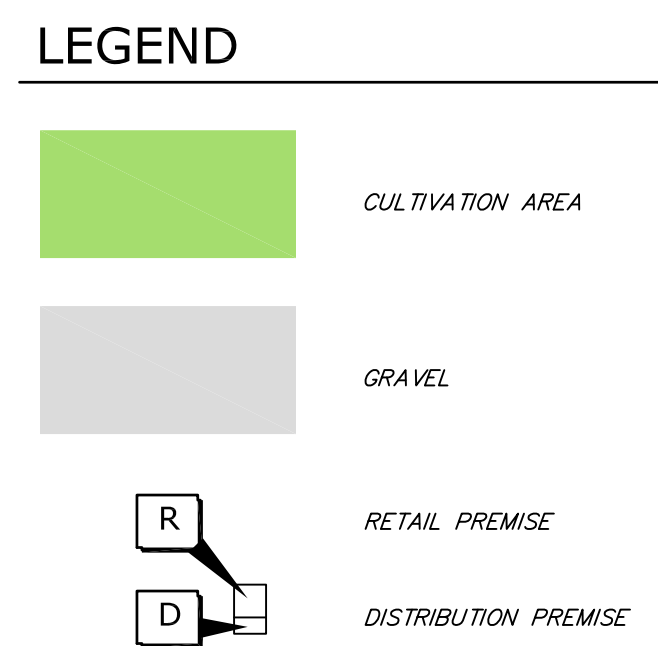 LEGEND
CULTIVATION AREA
GRAVEL
R RETAIL PREMISE
D DISTRIBUTION PREMISE